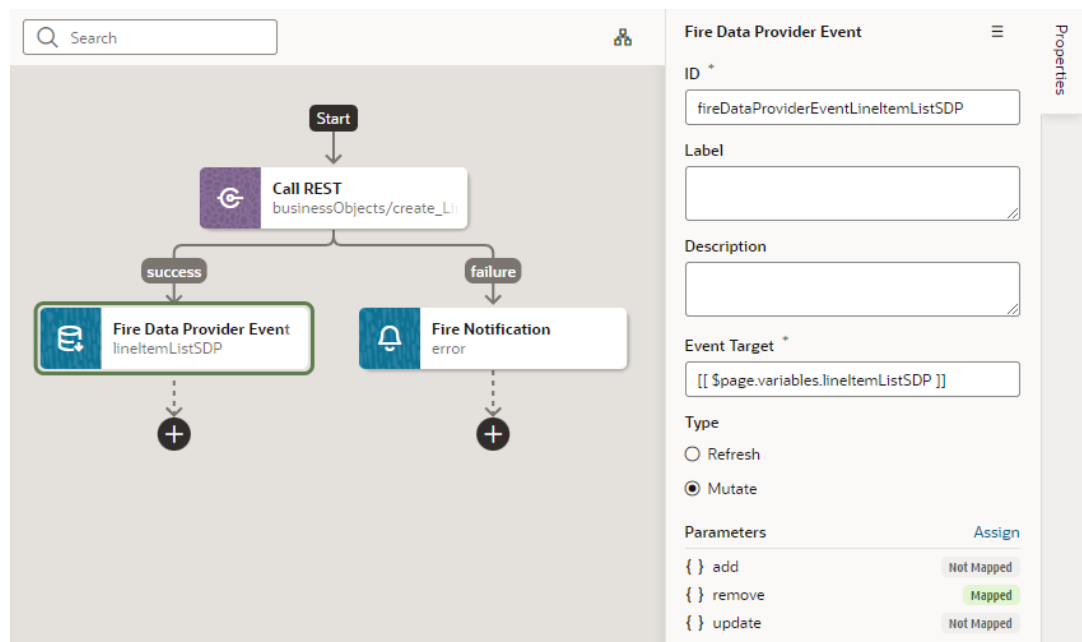 Search
Start
Call REST
businessObjects/create_Li
success
failure
Fire Data Provider Event
lineItemListSDP
Fire Notification
error
Fire Data Provider Event
ID *
fireDataProviderEventLineItemListSDP
Label
Description
Event Target *
[[ $page.variables.lineItemListSDP ]]
Type
Refresh
Mutate
Parameters Assign
{ } add Not Mapped
{ } remove Mapped
{ } update Not Mapped
Properties